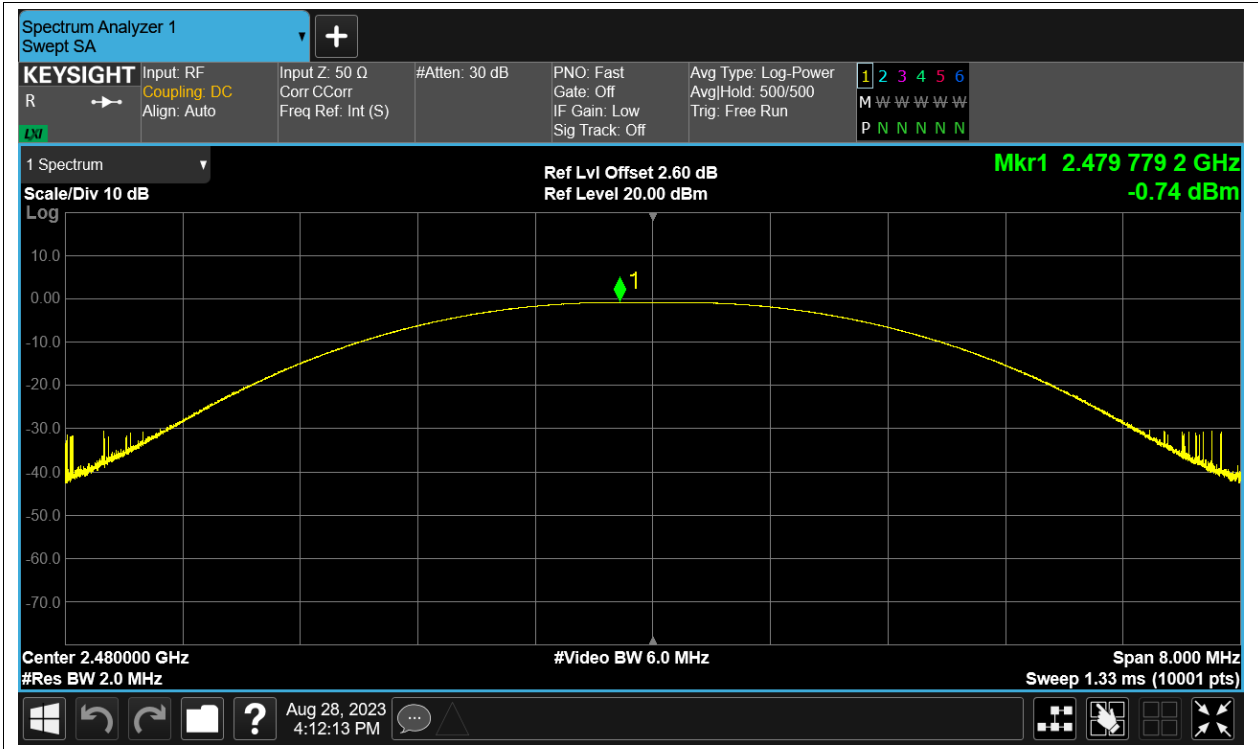 Spectrum Analyzer 1
Swept SA
KEYSIGHT
R
LXI
Input: RF
Coupling: DC
Align: Auto
Input Z: 50 Ω
Corr CCorr
Freq Ref: Int (S)
#Atten: 30 dB
PNO: Fast
Gate: Off
IF Gain: Low
Sig Track: Off
Avg Type: Log-Power
Avg|Hold: 500/500
Trig: Free Run
1 2 3 4 5 6
M W W W W W
P N N N N N
1 Spectrum
Scale/Div 10 dB
Ref Lvl Offset 2.60 dB
Ref Level 20.00 dBm
Mkr1 2.479 779 2 GHz
-0.74 dBm
Log
10.0
0.00
-10.0
-20.0
-30.0
-40.0
-50.0
-60.0
-70.0
1
Center 2.480000 GHz
#Video BW 6.0 MHz
Span 8.000 MHz
#Res BW 2.0 MHz
Sweep 1.33 ms (10001 pts)
?
Aug 28, 2023
4:12:13 PM